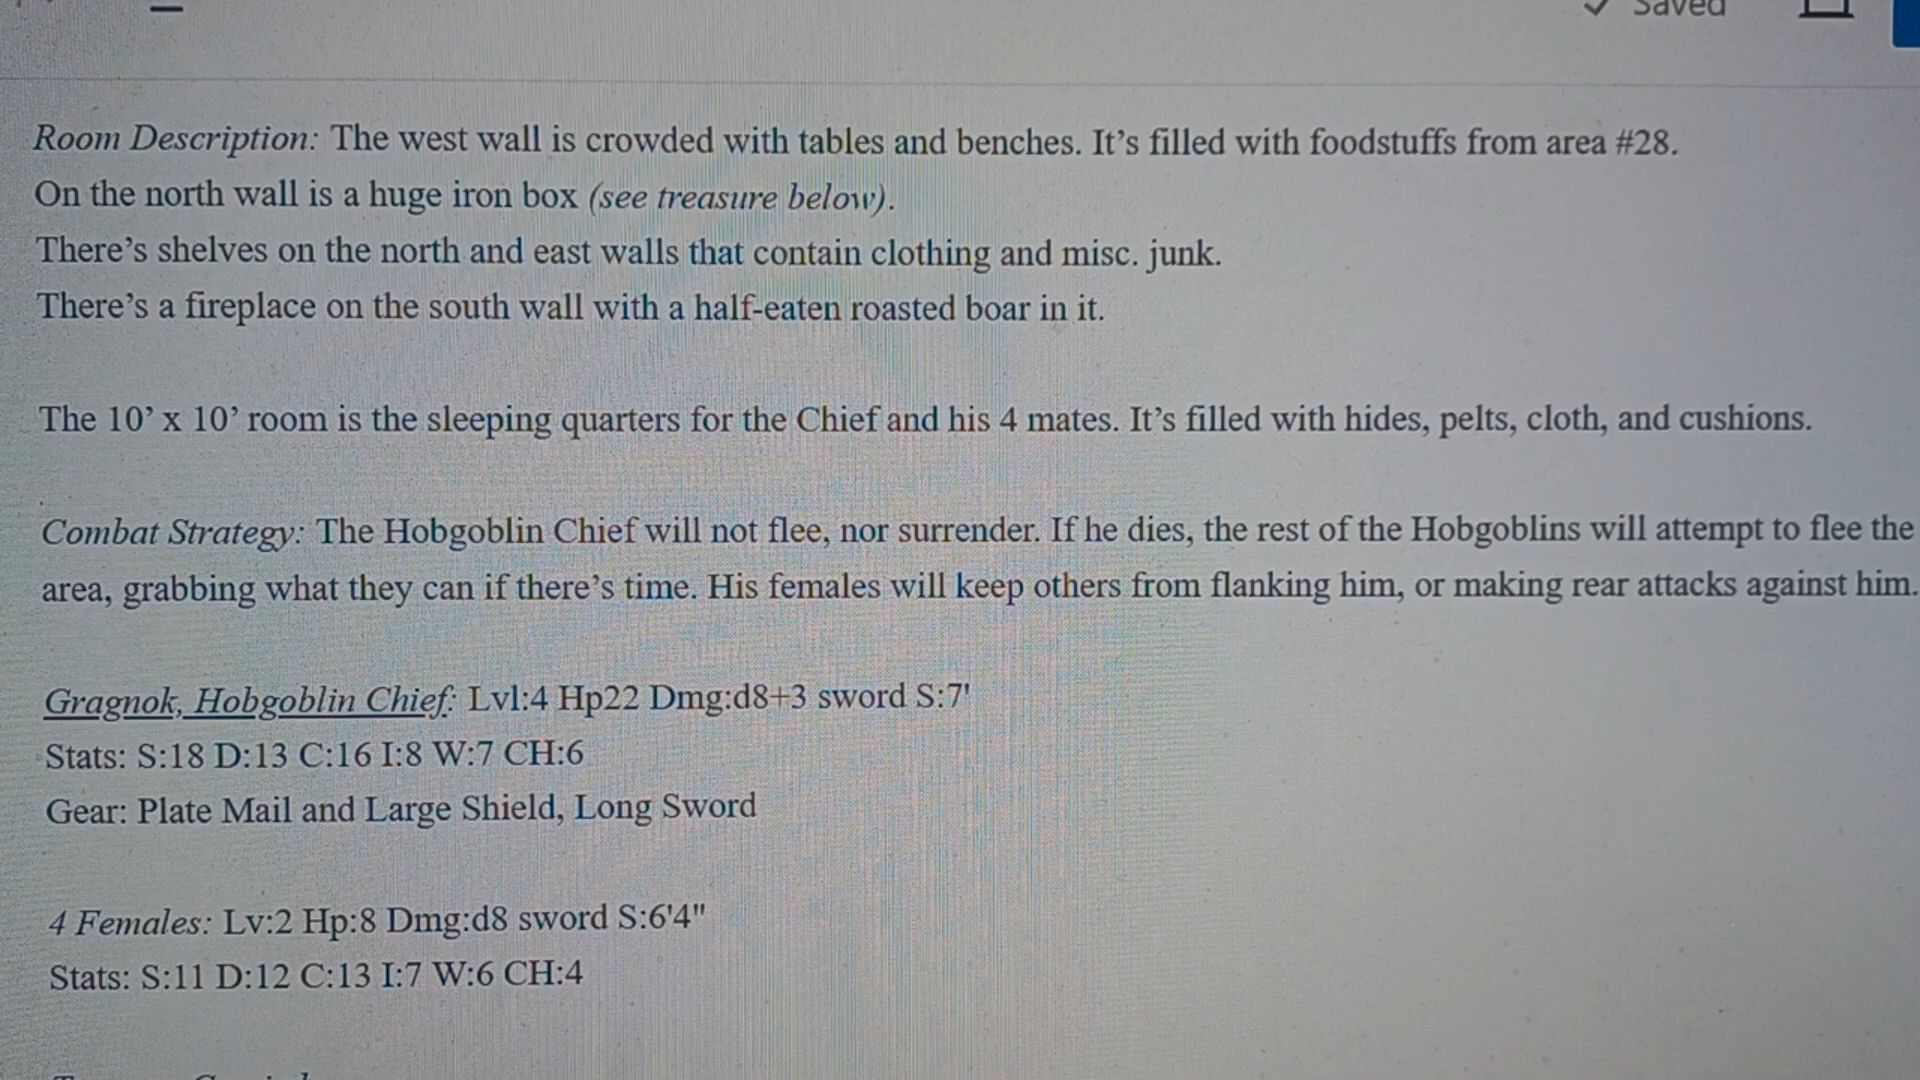 Saved
Room Description: The west wall is crowded with tables and benches. It’s filled with foodstuffs from area #28.
On the north wall is a huge iron box (see treasure below).
There’s shelves on the north and east walls that contain clothing and misc. junk.
There’s a fireplace on the south wall with a half-eaten roasted boar in it.
The 10’ x 10’ room is the sleeping quarters for the Chief and his 4 mates. It’s filled with hides, pelts, cloth, and cushions.
Combat Strategy: The Hobgoblin Chief will not flee, nor surrender. If he dies, the rest of the Hobgoblins will attempt to flee the
area, grabbing what they can if there’s time. His females will keep others from flanking him, or making rear attacks against him.
Gragnok, Hobgoblin Chief: Lvl:4 Hp22 Dmg:d8+3 sword S:7'
Stats: S:18 D:13 C:16 I:8 W:7 CH:6
Gear: Plate Mail and Large Shield, Long Sword
4 Females: Lv:2 Hp:8 Dmg:d8 sword S:6'4"
Stats: S:11 D:12 C:13 I:7 W:6 CH:4